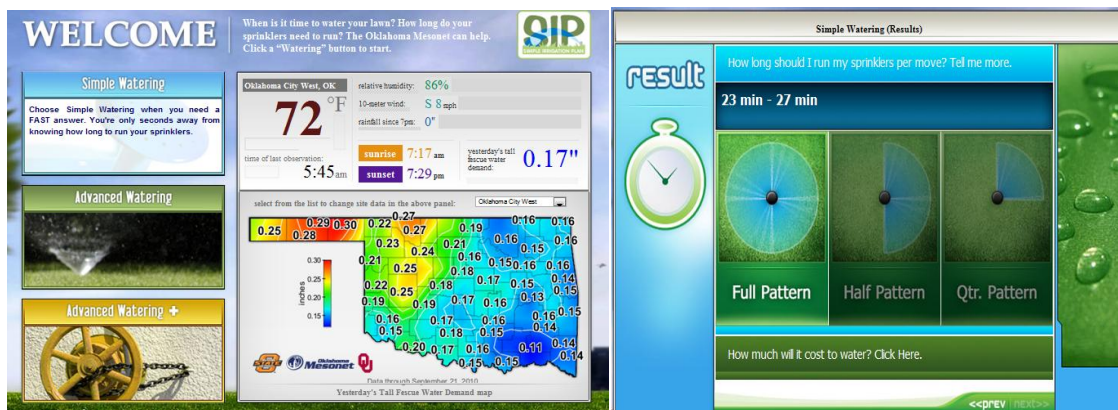 WELCOME
When is it time to water your lawn? How long do your
sprinklers need to run? The Oklahoma Mesonet can help.
Click a "Watering" button to start.
SIP
SIMPLE IRRIGATION PLAN
Simple Watering
Choose Simple Watering when you need a
FAST answer. You're only seconds away from
knowing how long to run your sprinklers.
Advanced Watering
Advanced Watering +
Oklahoma City West, OK
72 °F
time of last observation:
5:45 am
relative humidity: 86%
10-meter wind: S 8 mph
rainfall since 7pm: 0"
sunrise 7:17 am
sunset 7:29 pm
yesterday's tall
fescue water
demand:
0.17"
select from the list to change site data in the above panel: Oklahoma City West
0.27
0.25 0.29 0.30 0.22 0.27 0.19 0.16 0.16
0.28 0.23 0.21 0.16 0.16
0.24 0.15
0.21 0.16 0.15 0.16 0.16
0.25 0.18 0.14
0.22 0.18 0.17 0.15 0.15
0.25 0.16 0.13
0.19 0.19 0.15
0.16 0.17 0.16 0.16
0.15 0.18 0.15 0.14
0.20 0.17 0.16 0.11 0.14
0.15 0.15 0.14
inches
0.30
0.25
0.20
0.15
OSU
Oklahoma
Mesonet
OU
Data through September 21, 2010
Yesterday's Tall Fescue Water Demand map
Simple Watering (Results)
result
How long should I run my sprinklers per move? Tell me more.
23 min - 27 min
Full Pattern
Half Pattern
Qtr. Pattern
How much will it cost to water? Click Here.
<<prev | next>>